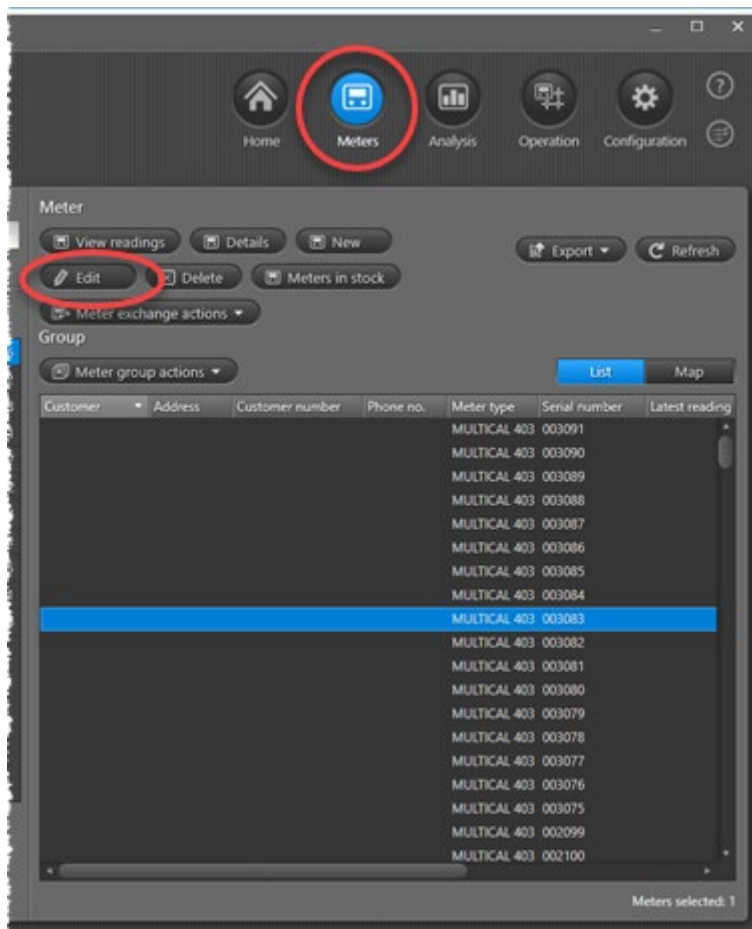 Home Meters Analysis Operation Configuration
?
Meter
View readings Details New
Export Refresh
Edit Delete Meters in stock
Meter exchange actions
Group
Meter group actions List Map
Customer Address Customer number Phone no. Meter type Serial number Latest reading
MULTICAL 403 003091
MULTICAL 403 003090
MULTICAL 403 003089
MULTICAL 403 003088
MULTICAL 403 003087
MULTICAL 403 003086
MULTICAL 403 003085
MULTICAL 403 003084
MULTICAL 403 003083
MULTICAL 403 003082
MULTICAL 403 003081
MULTICAL 403 003080
MULTICAL 403 003079
MULTICAL 403 003078
MULTICAL 403 003077
MULTICAL 403 003076
MULTICAL 403 003075
MULTICAL 403 002099
MULTICAL 403 002100
Meters selected: 1